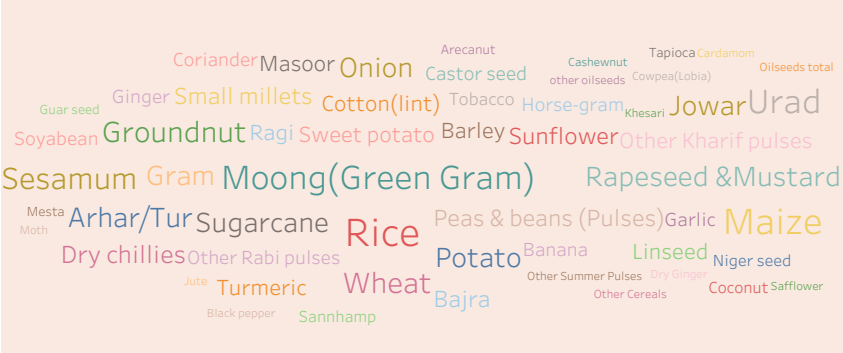 Arecanut
Coriander Masoor Onion Tapioca Cardamom
Castor seed Cashewnut Oilseeds total
other oilseeds Cowpea(Lobia)
Guar seed Ginger Small millets Cotton(lint) Tobacco Horse-gram Khesari Jowar Urad
Soyabean Groundnut Ragi Sweet potato Barley Sunflower Other Kharif pulses
Sesamum Gram Moong(Green Gram) Rapeseed &Mustard
Mesta Arhar/Tur Sugarcane Rice Peas & beans (Pulses) Garlic Maize
Moth
Dry chillies Other Rabi pulses Potato Banana Linseed Niger seed
Jute Turmeric Wheat Other Summer Pulses Dry Ginger Coconut Safflower
Bajra Other Cereals
Black pepper Sannhamp